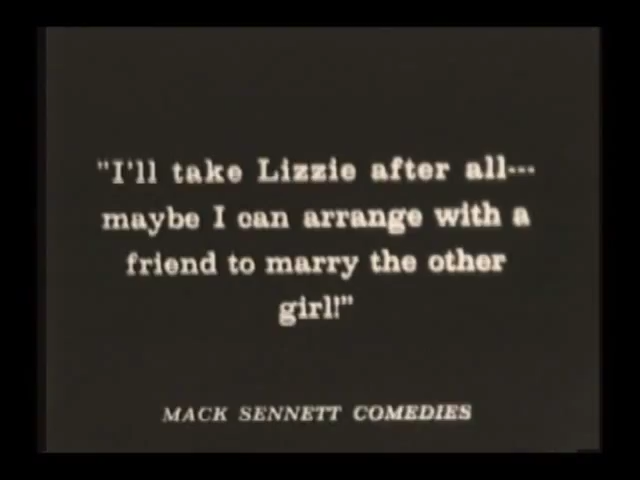 "I'll take Lizzie after all---
maybe I can arrange with a
friend to marry the other
girl!"
MACK SENNETT COMEDIES